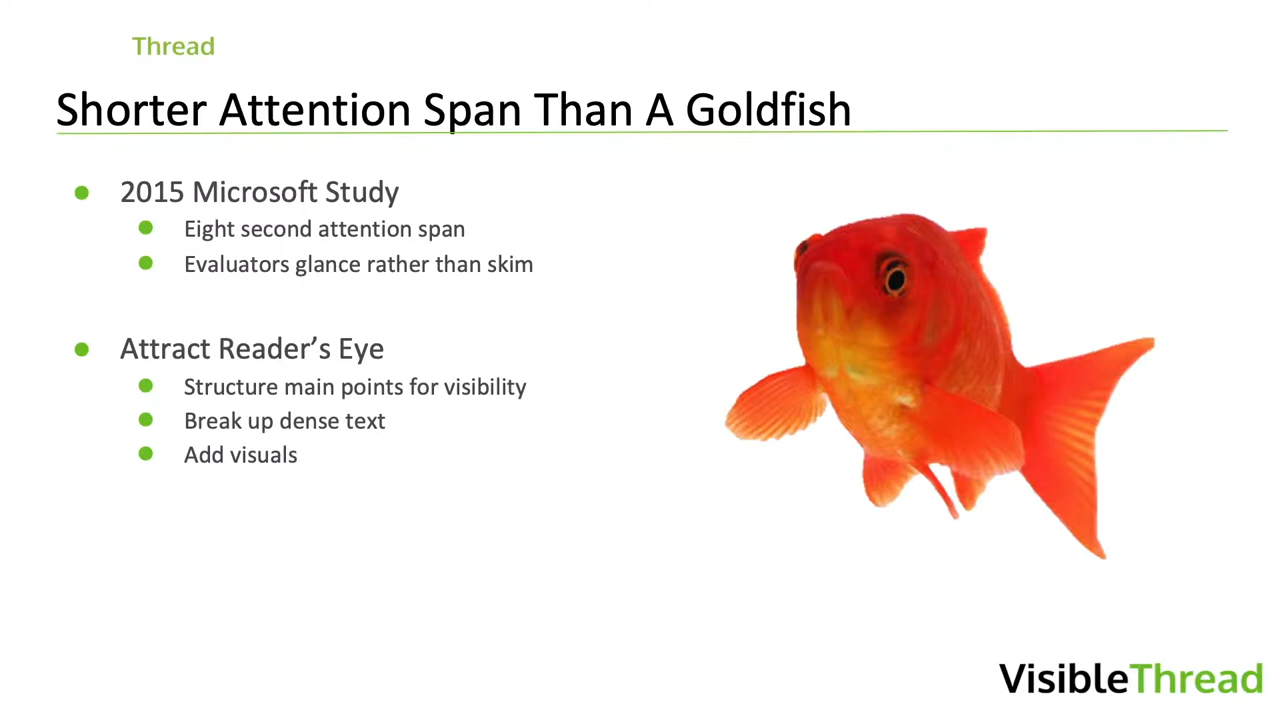 Thread
Shorter Attention Span Than A Goldfish
2015 Microsoft Study
Eight second attention span
Evaluators glance rather than skim
Attract Reader’s Eye
Structure main points for visibility
Break up dense text
Add visuals
VisibleThread